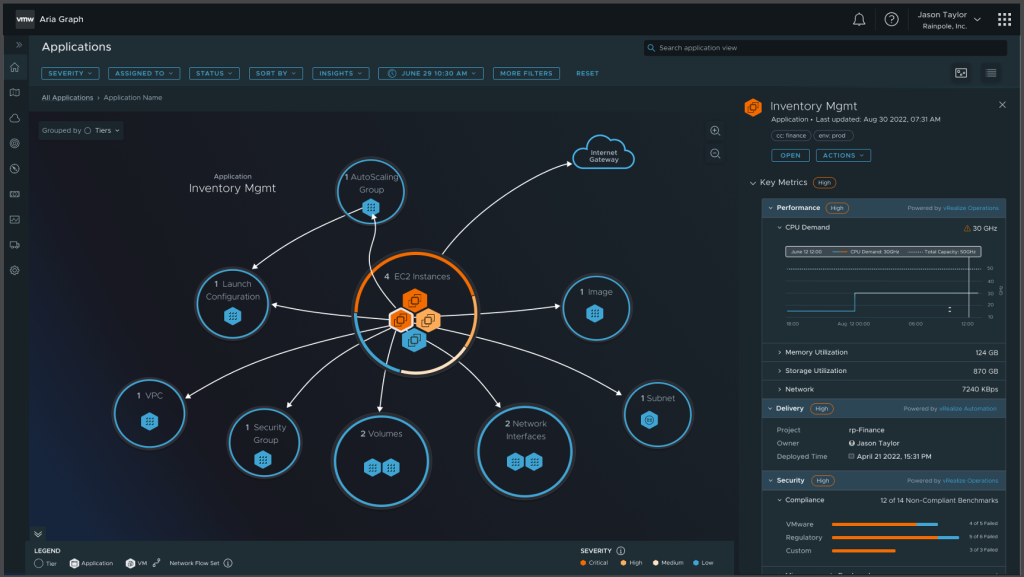 vmw Aria Graph
Jason Taylor
Rainpole, Inc.
Applications
Search application view
SEVERITY
ASSIGNED TO
STATUS
SORT BY
INSIGHTS
JUNE 29 10:30 AM
MORE FILTERS
RESET
All Applications › Application Name
Grouped by Tiers
Application
Inventory Mgmt
1 AutoScaling
Group
Internet
Gateway
4 EC2 Instances
1 Launch
Configuration
1 Image
1 VPC
1 Security
Group
2 Volumes
2 Network
Interfaces
1 Subnet
LEGEND
Tier
Application
VM
Network Flow Set
SEVERITY
Critical
High
Medium
Low
Inventory Mgmt
Application • Last updated: Aug 30 2022, 07:31 AM
cc: finance
env: prod
OPEN
ACTIONS
Key Metrics High
Performance High
Powered by vRealize Operations
CPU Demand
30 GHz
June 12 12:00
CPU Demand: 30GHz
Total Capacity: 50GHz
50
40
30
20
10
GHz
18:00
Aug 12 00:00
06:00
12:00
Memory Utilization 124 GB
Storage Utilization 870 GB
Network 7240 KBps
Delivery High
Powered by vRealize Automation
Project rp-Finance
Owner Jason Taylor
Deployed Time April 21 2022, 15:31 PM
Security High
Powered by vRealize Operations
Compliance 12 of 14 Non-Compliant Benchmarks
VMware 4 of 5 Failed
Regulatory 5 of 6 Failed
Custom 3 of 3 Failed